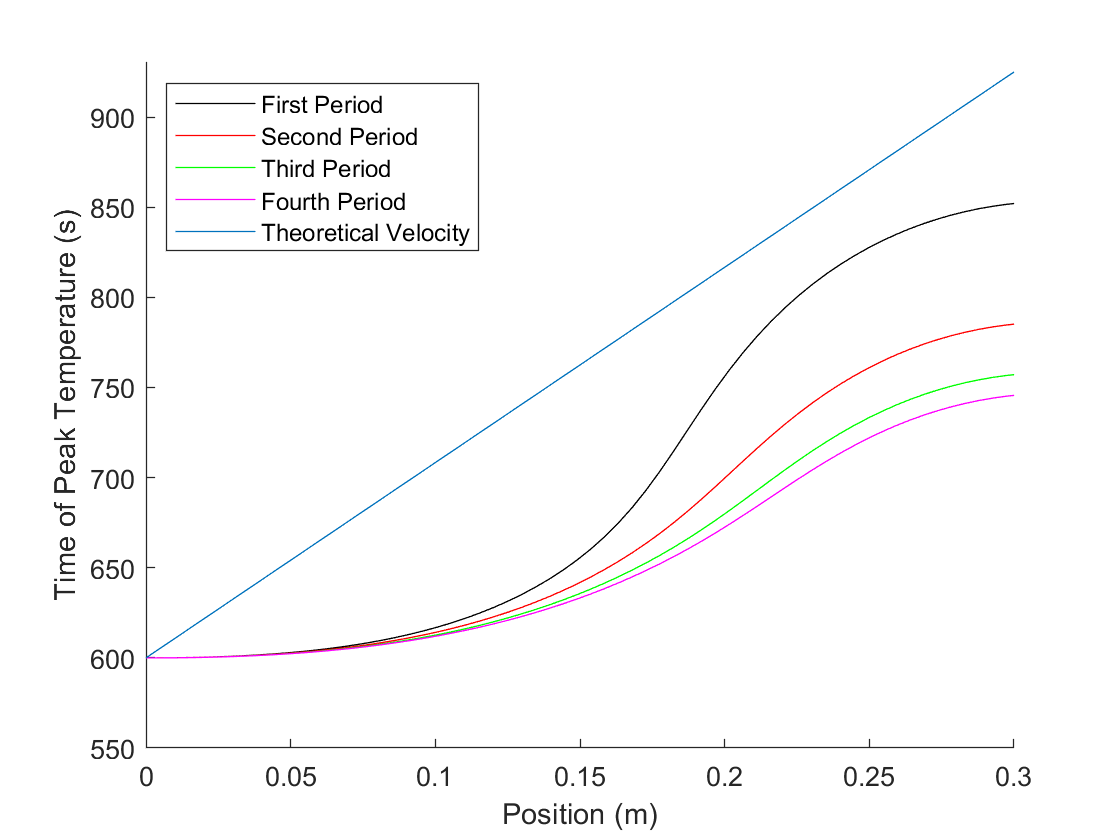 First Period
Second Period
Third Period
Fourth Period
Theoretical Velocity
Time of Peak Temperature (s)
900
850
800
750
700
650
600
550
0
0.05
0.1
0.15
0.2
0.25
0.3
Position (m)